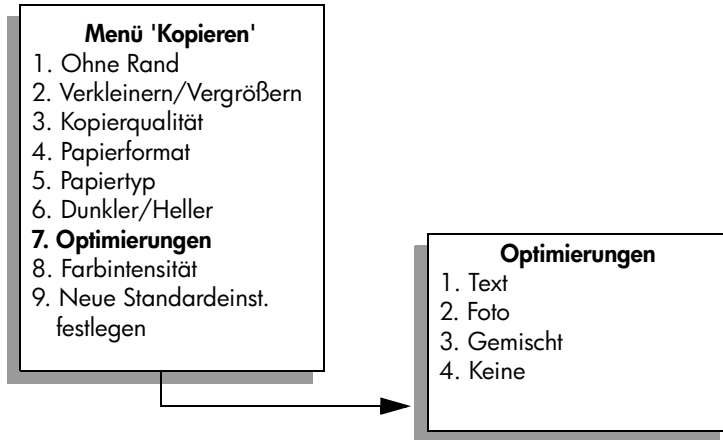 Menü 'Kopieren'
1. Ohne Rand
2. Verkleinern/Vergrößern
3. Kopierqualität
4. Papierformat
5. Papiertyp
6. Dunkler/Heller
7. Optimierungen
8. Farbintensität
9. Neue Standardeinst.
festlegen
Optimierungen
1. Text
2. Foto
3. Gemischt
4. Keine